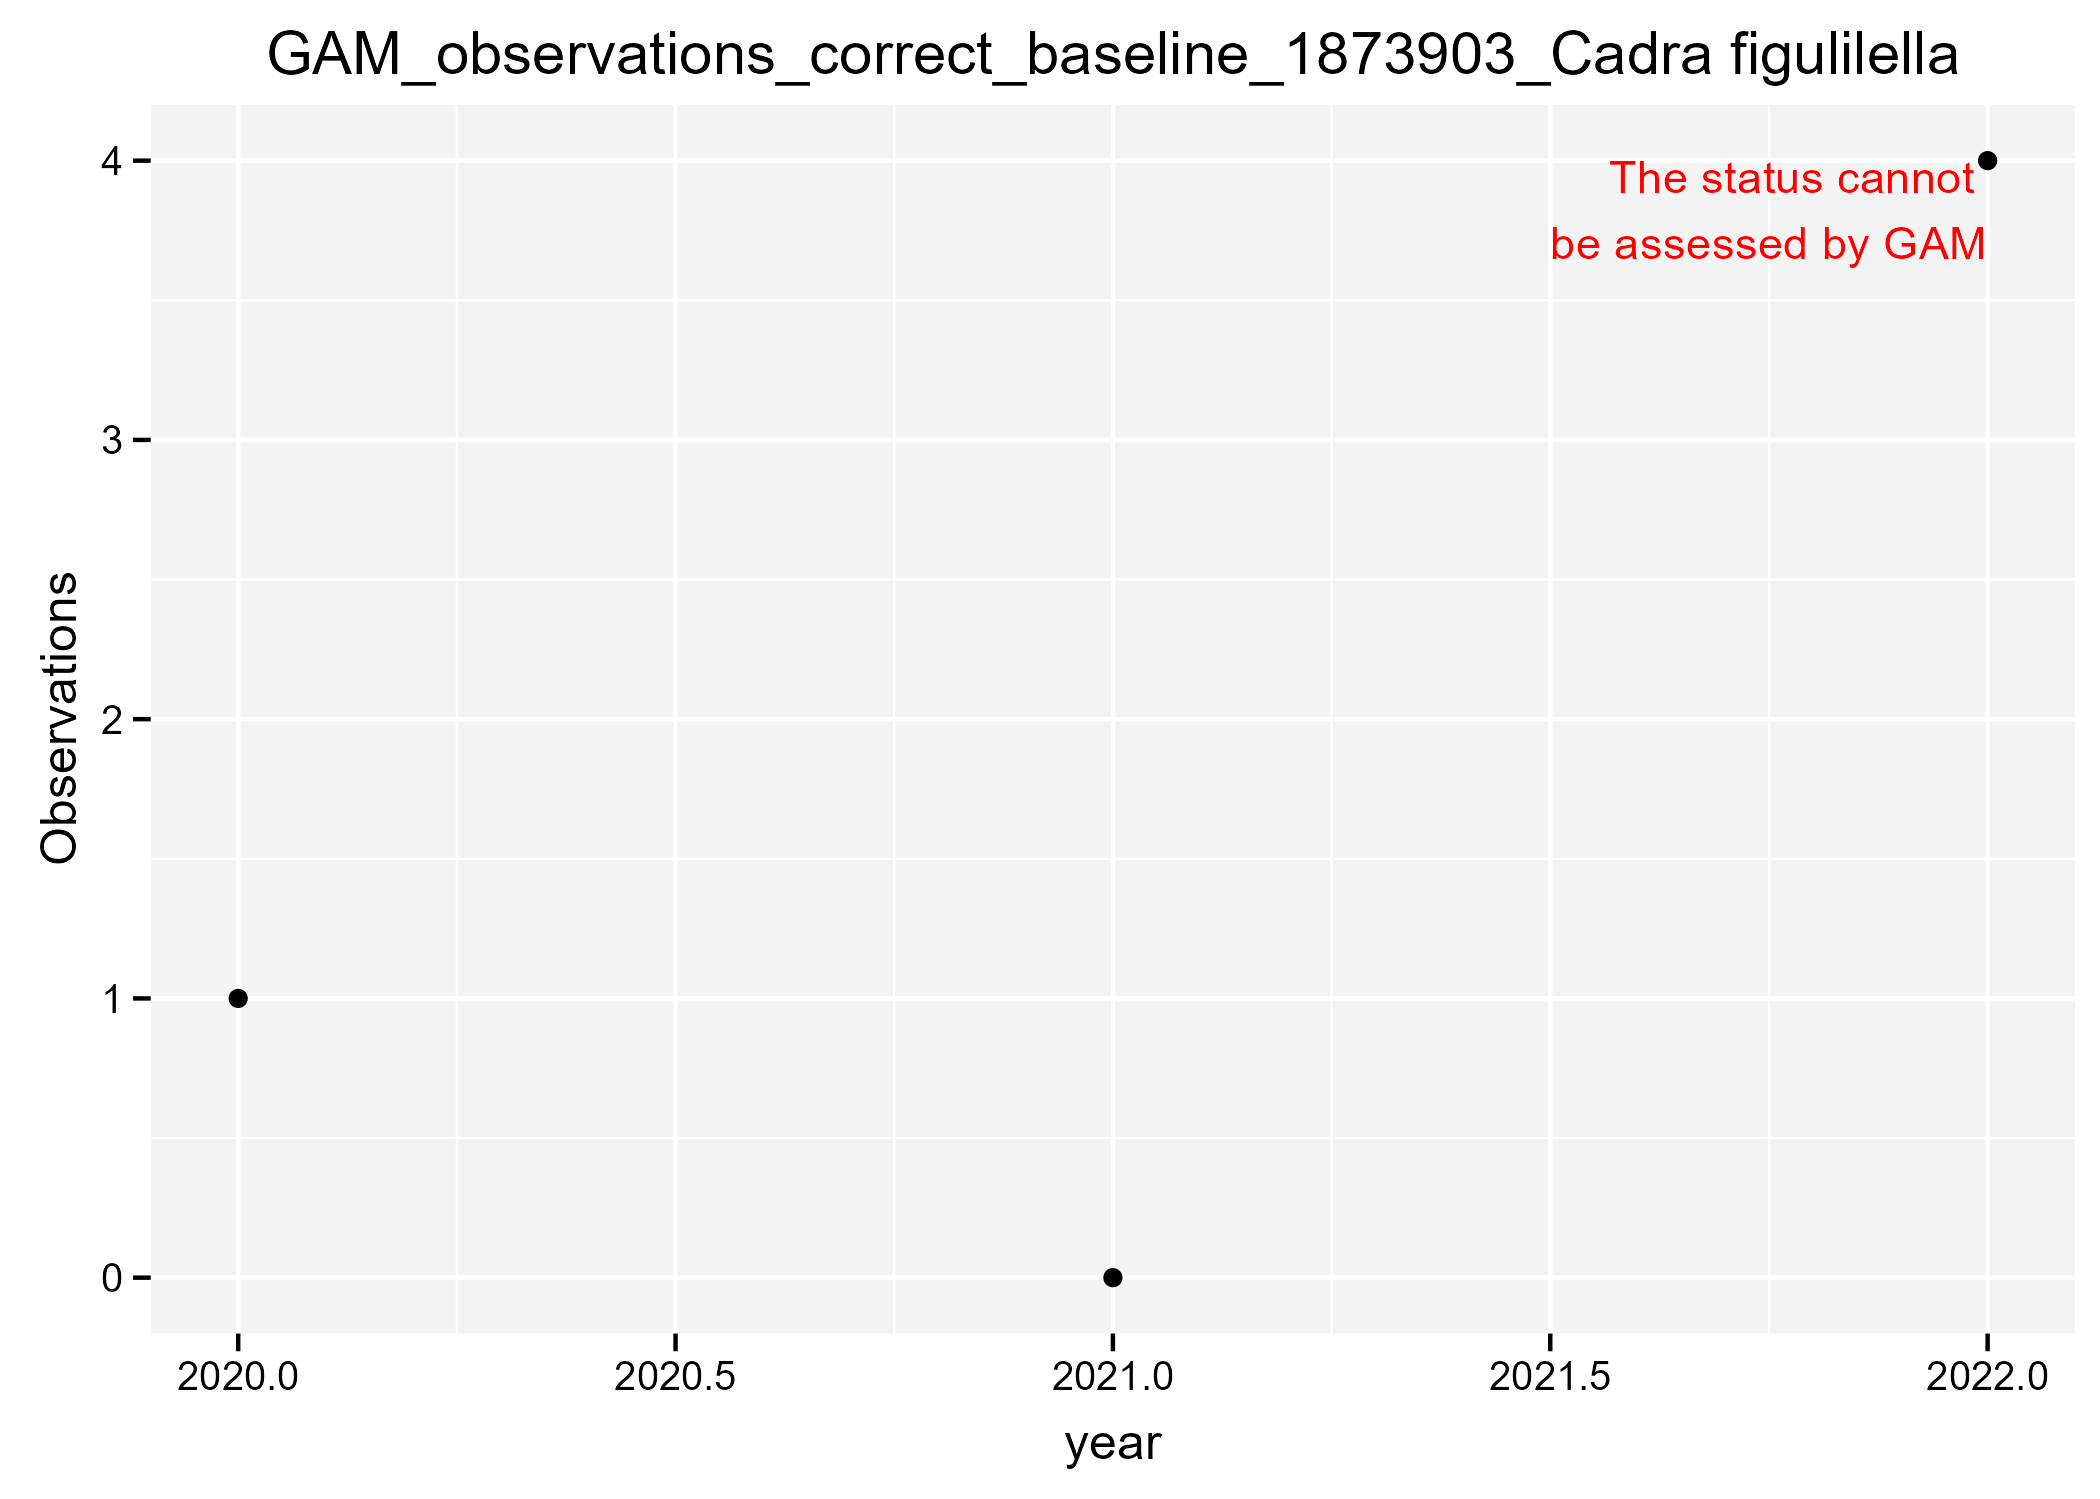 GAM_observations_correct_baseline_1873903_Cadra figulilella
The status cannot
be assessed by GAM
4
3
2
1
0
Observations
2020.0 2020.5 2021.0 2021.5 2022.0
year